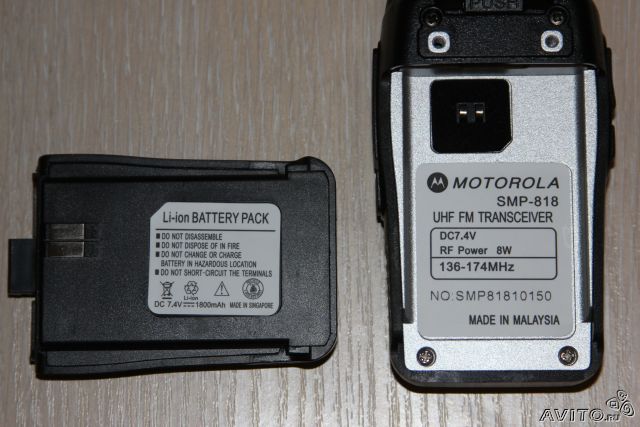 PUSH
MOTOROLA
SMP-818
UHF FM TRANSCEIVER
DC7.4V
RF Power 8W
136-174MHz
NO:SMP81810150
MADE IN MALAYSIA
Li-ion BATTERY PACK
■ DO NOT DISASSEMBLE
■ DO NOT DISPOSE OF IN FIRE
■ DO NOT CHANGE OR CHARGE
BATTERY IN HAZARDOUS LOCATION
■ DO NOT SHORT-CIRCUIT THE TERMINALS
Li-ion
DC 7.4V 1800mAh
MADE IN SINGAPORE
AVITO.ru